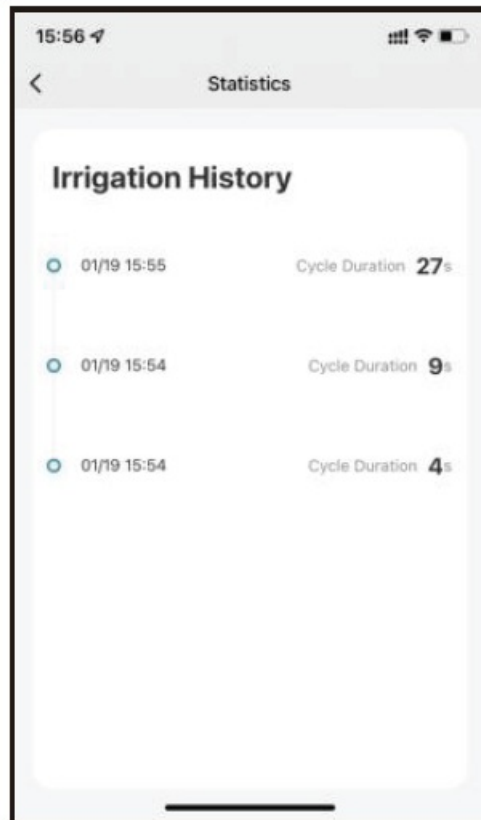 15:56
Statistics
Irrigation History
01/19 15:55 Cycle Duration 27s
01/19 15:54 Cycle Duration 9s
01/19 15:54 Cycle Duration 4s